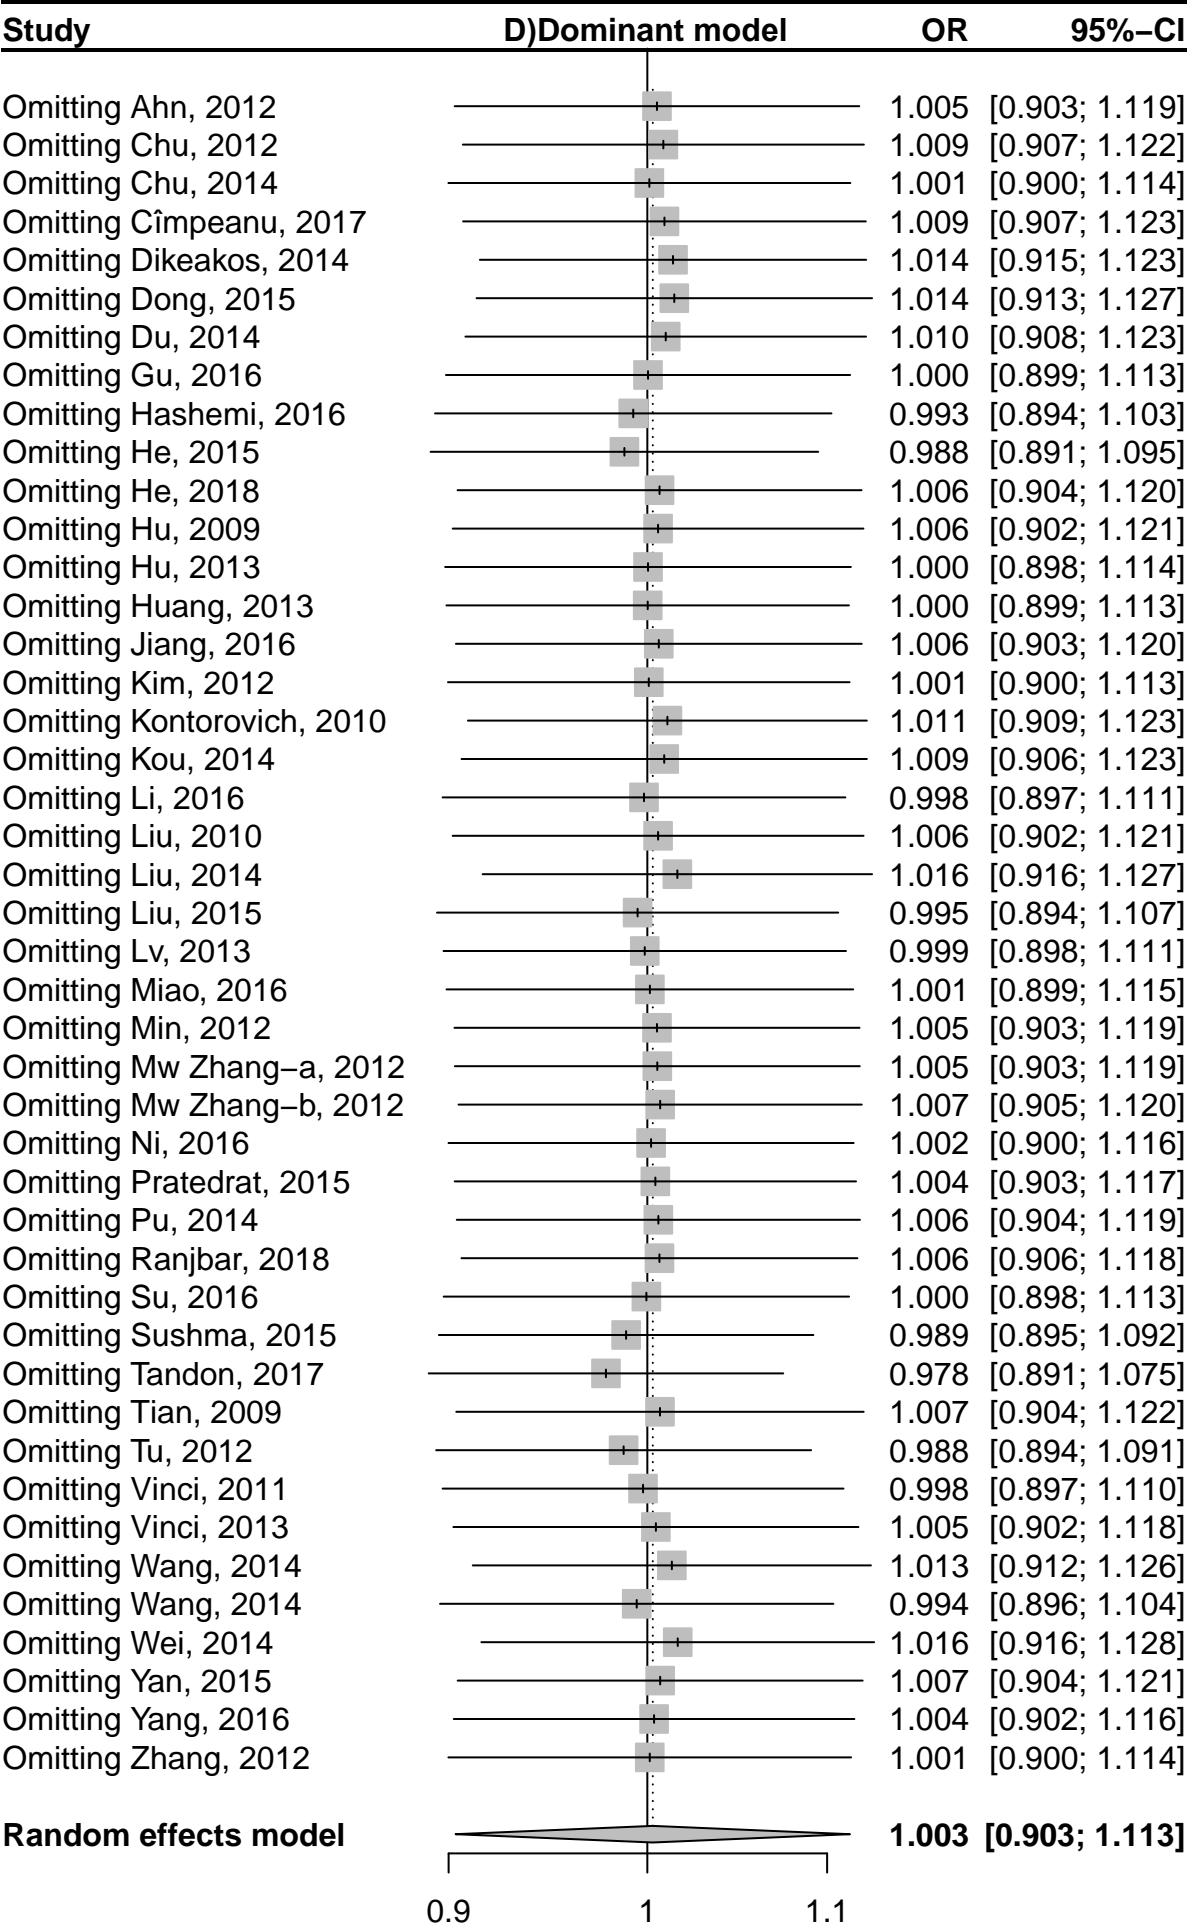 Study D)Dominant model OR 95%−CI
Omitting Ahn, 2012 1.005 [0.903; 1.119]
Omitting Chu, 2012 1.009 [0.907; 1.122]
Omitting Chu, 2014 1.001 [0.900; 1.114]
Omitting Cîmpeanu, 2017 1.009 [0.907; 1.123]
Omitting Dikeakos, 2014 1.014 [0.915; 1.123]
Omitting Dong, 2015 1.014 [0.913; 1.127]
Omitting Du, 2014 1.010 [0.908; 1.123]
Omitting Gu, 2016 1.000 [0.899; 1.113]
Omitting Hashemi, 2016 0.993 [0.894; 1.103]
Omitting He, 2015 0.988 [0.891; 1.095]
Omitting He, 2018 1.006 [0.904; 1.120]
Omitting Hu, 2009 1.006 [0.902; 1.121]
Omitting Hu, 2013 1.000 [0.898; 1.114]
Omitting Huang, 2013 1.000 [0.899; 1.113]
Omitting Jiang, 2016 1.006 [0.903; 1.120]
Omitting Kim, 2012 1.001 [0.900; 1.113]
Omitting Kontorovich, 2010 1.011 [0.909; 1.123]
Omitting Kou, 2014 1.009 [0.906; 1.123]
Omitting Li, 2016 0.998 [0.897; 1.111]
Omitting Liu, 2010 1.006 [0.902; 1.121]
Omitting Liu, 2014 1.016 [0.916; 1.127]
Omitting Liu, 2015 0.995 [0.894; 1.107]
Omitting Lv, 2013 0.999 [0.898; 1.111]
Omitting Miao, 2016 1.001 [0.899; 1.115]
Omitting Min, 2012 1.005 [0.903; 1.119]
Omitting Mw Zhang−a, 2012 1.005 [0.903; 1.119]
Omitting Mw Zhang−b, 2012 1.007 [0.905; 1.120]
Omitting Ni, 2016 1.002 [0.900; 1.116]
Omitting Pratedrat, 2015 1.004 [0.903; 1.117]
Omitting Pu, 2014 1.006 [0.904; 1.119]
Omitting Ranjbar, 2018 1.006 [0.906; 1.118]
Omitting Su, 2016 1.000 [0.898; 1.113]
Omitting Sushma, 2015 0.989 [0.895; 1.092]
Omitting Tandon, 2017 0.978 [0.891; 1.075]
Omitting Tian, 2009 1.007 [0.904; 1.122]
Omitting Tu, 2012 0.988 [0.894; 1.091]
Omitting Vinci, 2011 0.998 [0.897; 1.110]
Omitting Vinci, 2013 1.005 [0.902; 1.118]
Omitting Wang, 2014 1.013 [0.912; 1.126]
Omitting Wang, 2014 0.994 [0.896; 1.104]
Omitting Wei, 2014 1.016 [0.916; 1.128]
Omitting Yan, 2015 1.007 [0.904; 1.121]
Omitting Yang, 2016 1.004 [0.902; 1.116]
Omitting Zhang, 2012 1.001 [0.900; 1.114]
Random effects model 1.003 [0.903; 1.113]
0.9 1 1.1